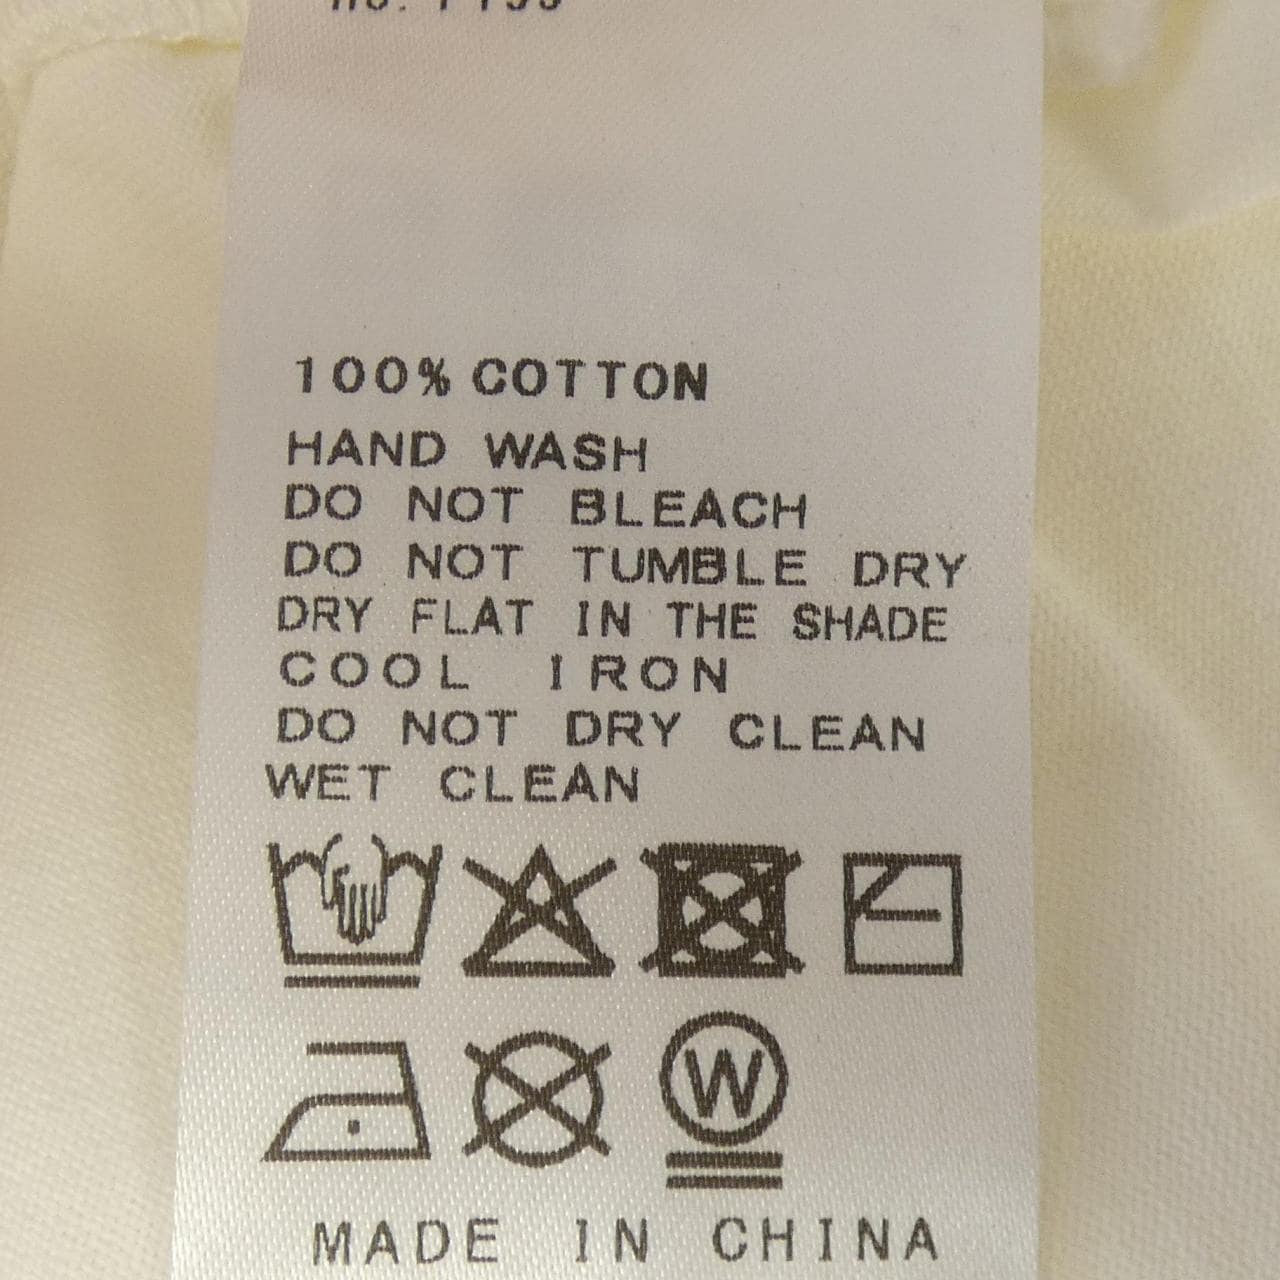 100% COTTON
HAND WASH
DO NOT BLEACH
DO NOT TUMBLE DRY
DRY FLAT IN THE SHADE
COOL IRON
DO NOT DRY CLEAN
WET CLEAN
W
MADE IN CHINA